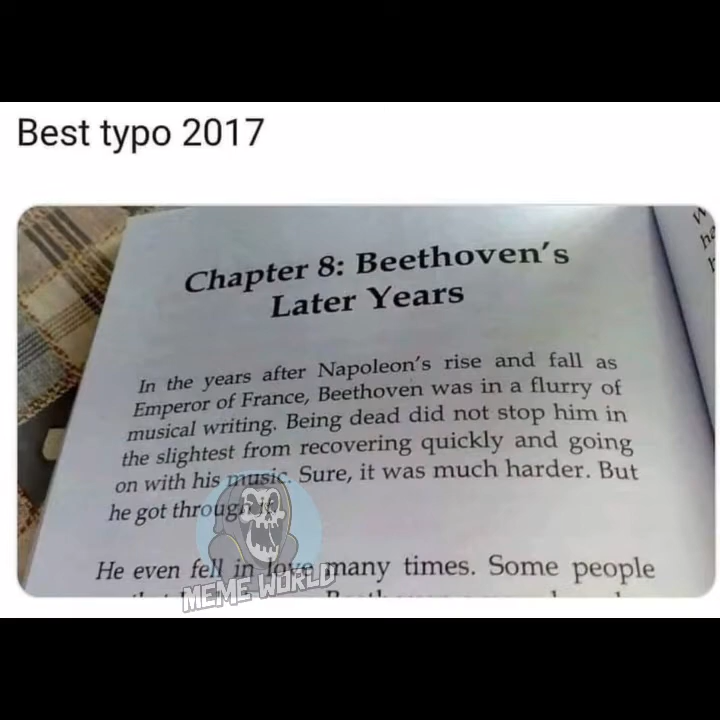 Best typo 2017
Chapter 8: Beethoven's
Later Years
In the years after Napoleon's rise and fall as
Emperor of France, Beethoven was in a flurry of
musical writing. Being dead did not stop him in
the slightest from recovering quickly and going
on with his music. Sure, it was much harder. But
he got through it.
He even fell in love many times. Some people
MEME WORLD